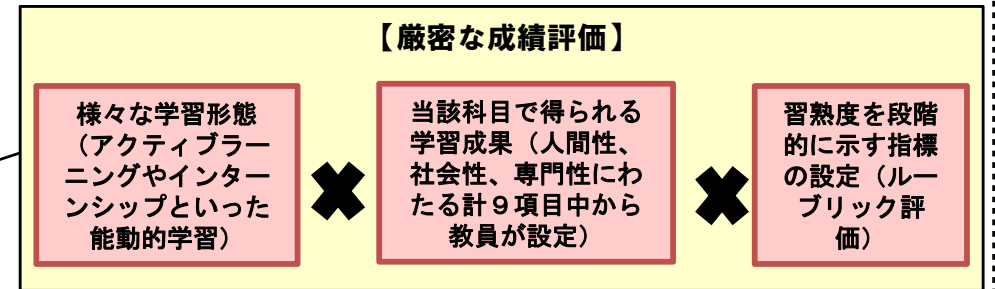 【厳密な成績評価】
様々な学習形態
（アクティブラー
ニングやインター
ンシップといった
能動的学習）
当該科目で得られる
学習成果（人間性、
社会性、専門性にわ
たる計９項目中から
教員が設定）
習熟度を段階
的に示す指標
の設定（ルー
ブリック評
価）